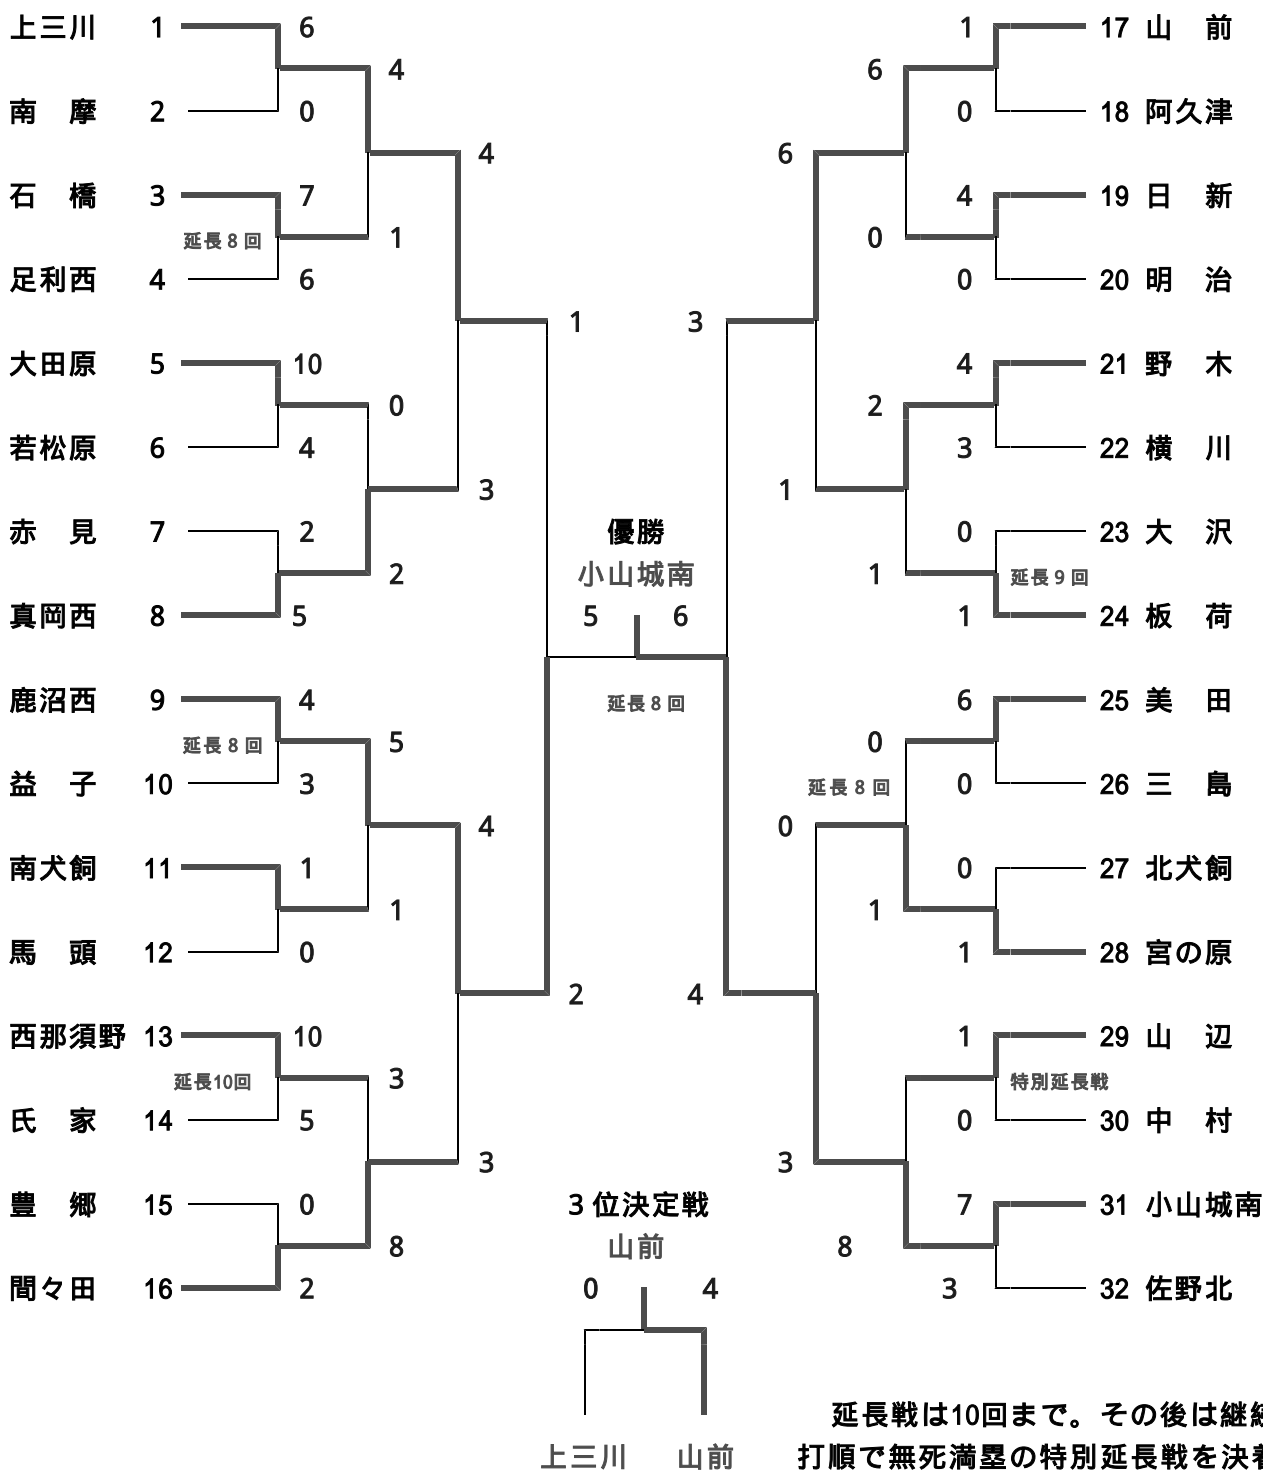 上三川 1 6
4
南 摩 2 0
4
石 橋 3 7
延長8回 1
足利西 4 6
1
大田原 5 10
0
若松原 6 4
3
赤 見 7 2
2
真岡西 8 5
鹿沼西 9 4
延長8回 5
益 子 10 3
4
南犬飼 11 1
1
馬 頭 12 0
2
西那須野 13 10
延長10回 3
氏 家 14 5
3
豊 郷 15 0
8
間々田 16 2
優勝
小山城南
5 6
延長8回
3位決定戦
山前
0 4
上三川 山前
1 17 山 前
6
0 18 阿久津
6
4 19 日 新
0
0 20 明 治
3
4 21 野 木
2
3 22 横 川
1
0 23 大 沢
1 延長9回
1 24 板 荷
6 25 美 田
0
延長8回
0 26 三 島
0
0 27 北犬飼
1
1 28 宮の原
4
1 29 山 辺
特別延長戦
0 30 中 村
3
7 31 小山城南
8
3 32 佐野北
延長戦は10回まで。その後は継
打順で無死満塁の特別延長戦を決